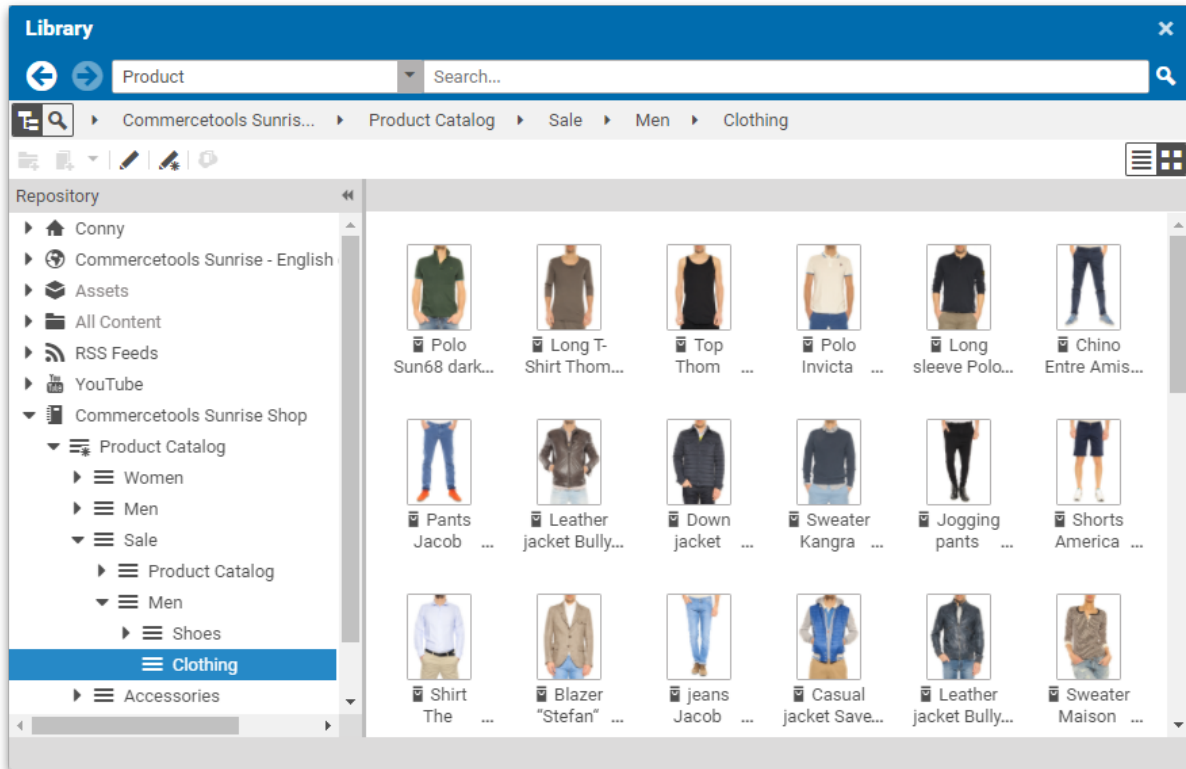 Library
Product
Search...
Commercetools Sunris...
Product Catalog
Sale
Men
Clothing
Repository
Conny
Commercetools Sunrise - English
Assets
All Content
RSS Feeds
YouTube
Commercetools Sunrise Shop
Product Catalog
Women
Men
Sale
Product Catalog
Men
Shoes
Clothing
Accessories
Polo
Sun68 dark...
Long T-
Shirt Thom...
Top
Thom ...
Polo
Invicta ...
Long
sleeve Polo...
Chino
Entre Amis...
Pants
Jacob ...
Leather
jacket Bully...
Down
jacket ...
Sweater
Kangra ...
Jogging
pants ...
Shorts
America ...
Shirt
The ...
Blazer
“Stefan” ...
jeans
Jacob ...
Casual
jacket Save...
Leather
jacket Bully...
Sweater
Maison ...